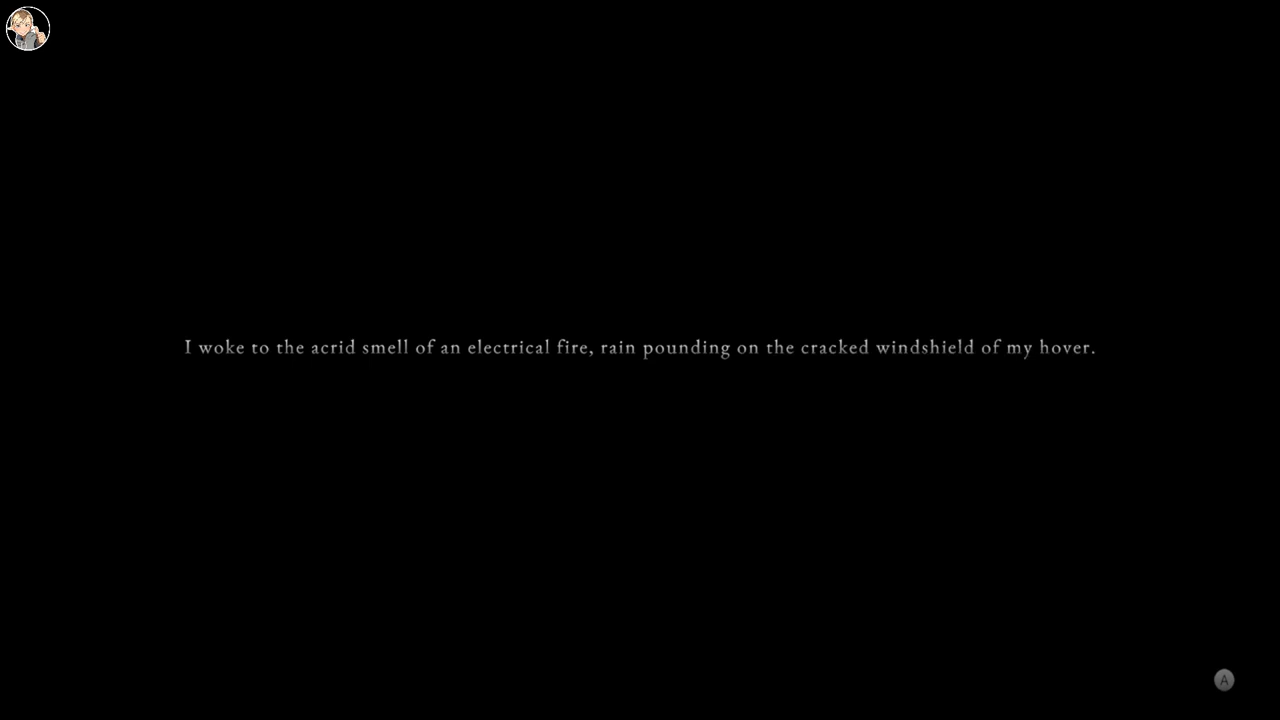 I woke to the acrid smell of an electrical fire, rain pounding on the cracked windshield of my hover.
A